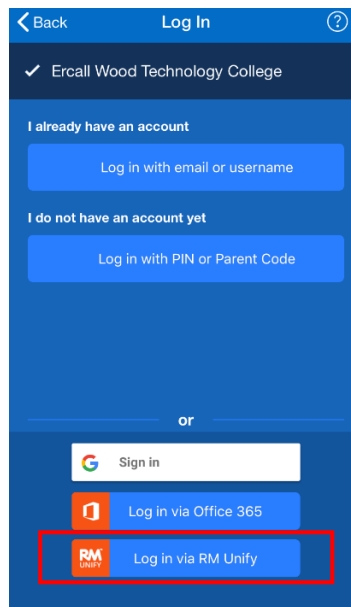 Back
Log In
?
Ercall Wood Technology College
I already have an account
Log in with email or username
I do not have an account yet
Log in with PIN or Parent Code
or
G Sign in
Log in via Office 365
RM UNIFY Log in via RM Unify